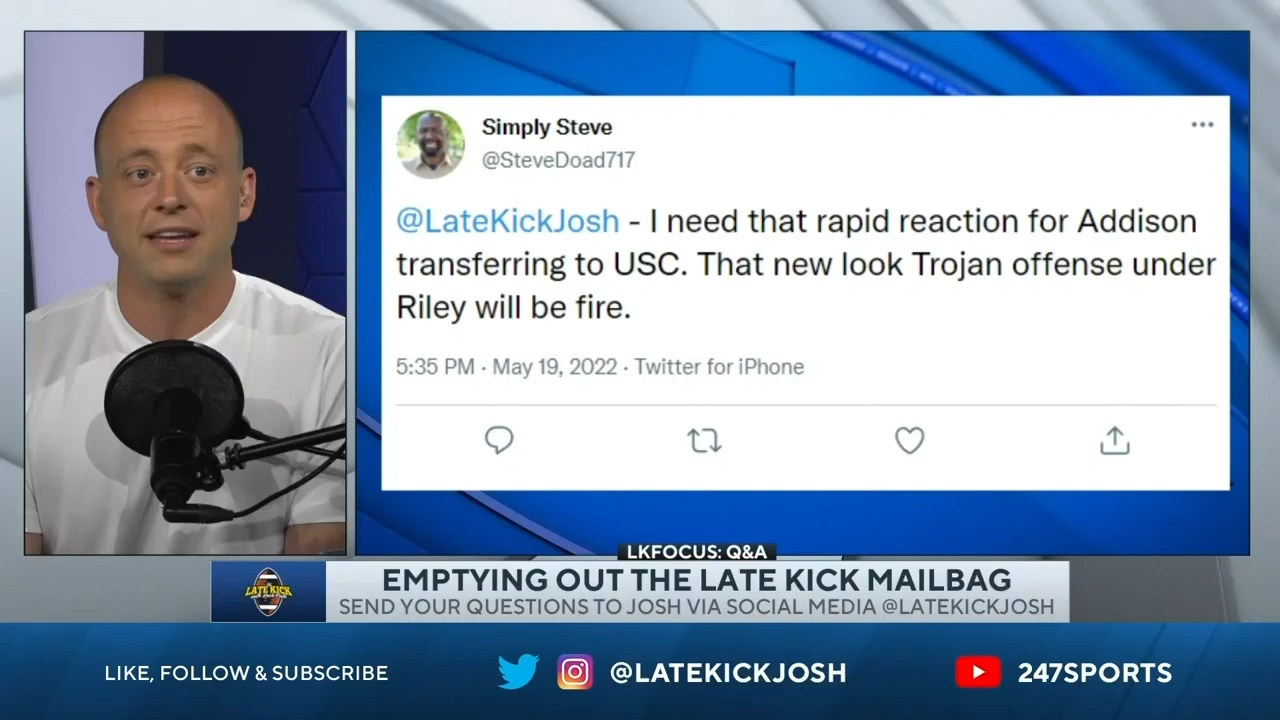 Simply Steve
@SteveDoad717
@LateKickJosh - I need that rapid reaction for Addison
transferring to USC. That new look Trojan offense under
Riley will be fire.
5:35 PM · May 19, 2022 · Twitter for iPhone
LKFOCUS: Q&A
LATE KICK
EMPTYING OUT THE LATE KICK MAILBAG
SEND YOUR QUESTIONS TO JOSH VIA SOCIAL MEDIA @LATEKICKJOSH
LIKE, FOLLOW & SUBSCRIBE
@LATEKICKJOSH
247SPORTS